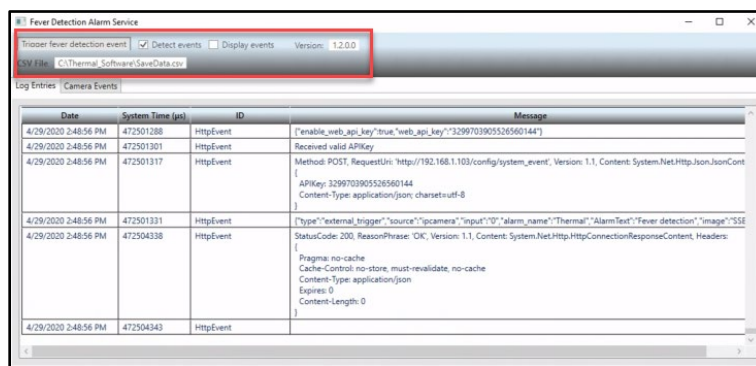 Fever Detection Alarm Service
Trigger fever detection event Detect events Display events Version: 1.2.0.0
CSV File: C:\Thermal_Software\SaveData.csv
Log Entries Camera Events
Date System Time (µs) ID Message
4/29/2020 2:48:56 PM 472501288 HttpEvent {"enable_web_api_key":true,"web_api_key":"3299703905526560144"}
4/29/2020 2:48:56 PM 472501301 HttpEvent Received valid APIKey
4/29/2020 2:48:56 PM 472501317 HttpEvent Method: POST, RequestUri: 'http://192.168.1.103/config/system_event', Version: 1.1, Content: System.Net.Http.Json.JsonCont
{
APIKey: 3299703905526560144
Content-Type: application/json; charset=utf-8
}
4/29/2020 2:48:56 PM 472501331 HttpEvent {"type":"external_trigger","source":"ipcamera","input":"0","alarm_name":"Thermal","AlarmText":"Fever detection","image":"SSE
4/29/2020 2:48:56 PM 472504338 HttpEvent StatusCode: 200, ReasonPhrase: 'OK', Version: 1.1, Content: System.Net.Http.HttpConnectionResponseContent, Headers:
{
Pragma: no-cache
Cache-Control: no-store, must-revalidate, no-cache
Content-Type: application/json
Expires: 0
Content-Length: 0
}
4/29/2020 2:48:56 PM 472504343 HttpEvent